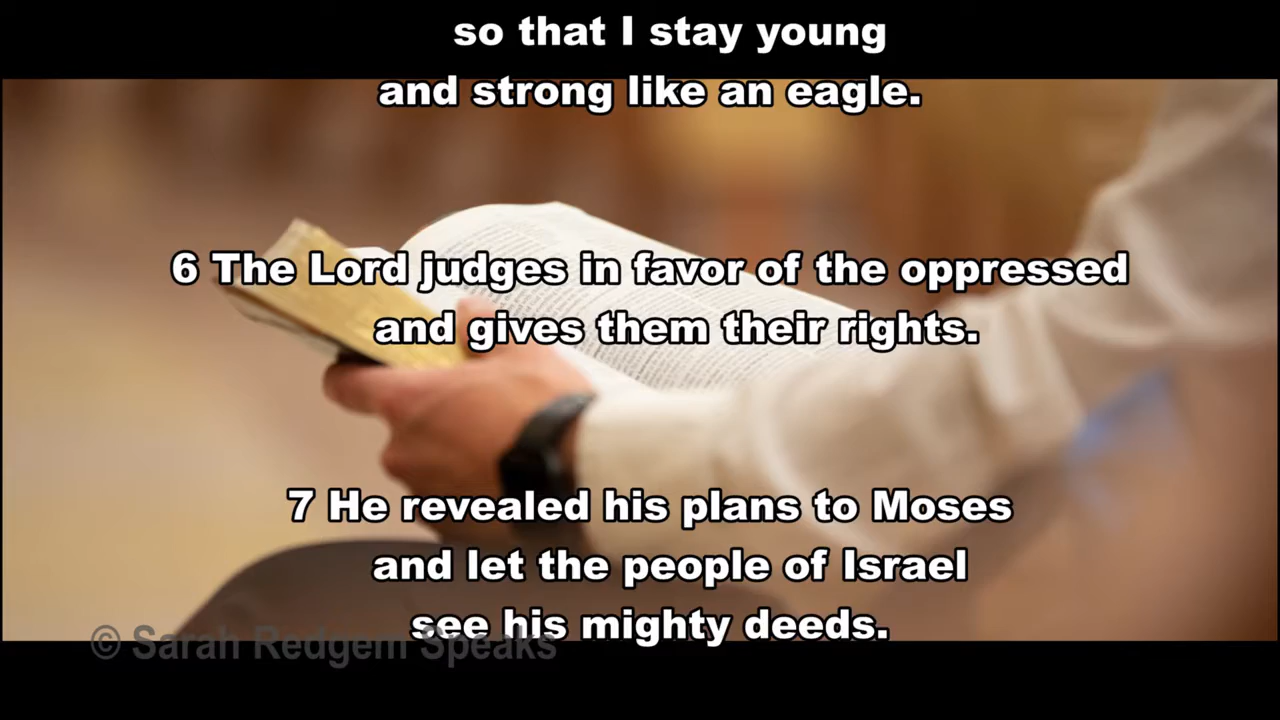 so that I stay young
and strong like an eagle.
6 The Lord judges in favor of the oppressed
and gives them their rights.
7 He revealed his plans to Moses
and let the people of Israel
see his mighty deeds.
© Sarah Redgem Speaks